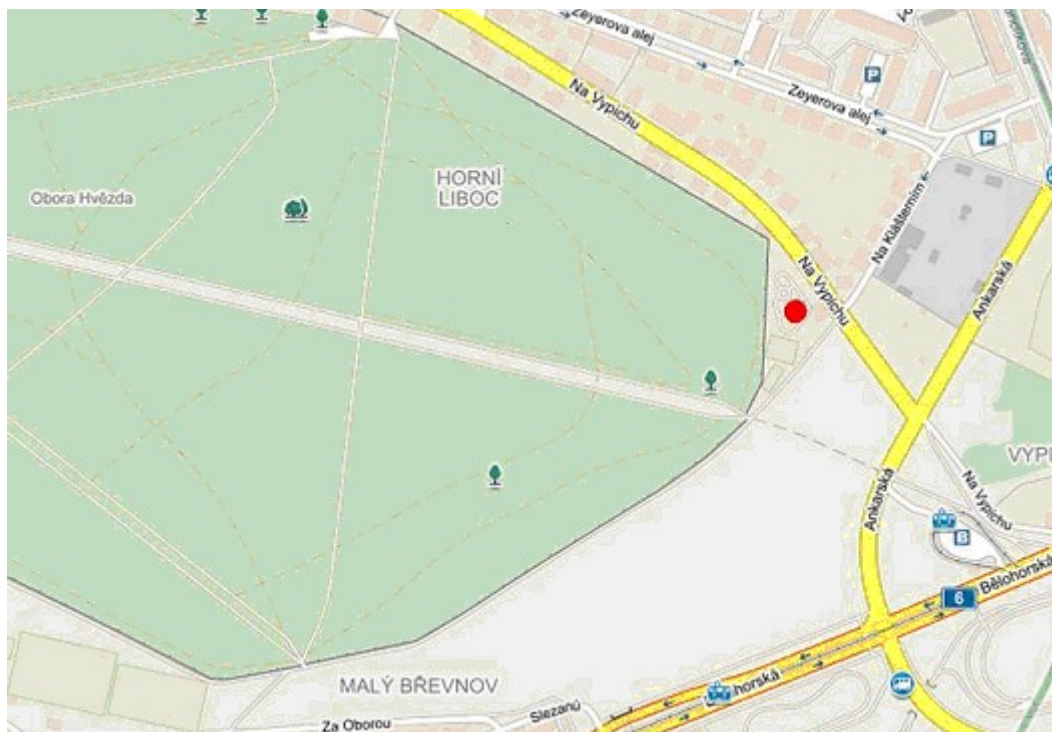 Zeyerova alej
Na Vypichu
Zeyerova alej
P
P
HORNÍ
LIBOC
Obora Hvězda
Na Klášterním
Na Vypichu
Ankarská
VÝP
Na Vypichu
Ankarská
B
Bělohorská
6
MALÝ BŘEVNOV
horská
Slezanů
Za Oborou